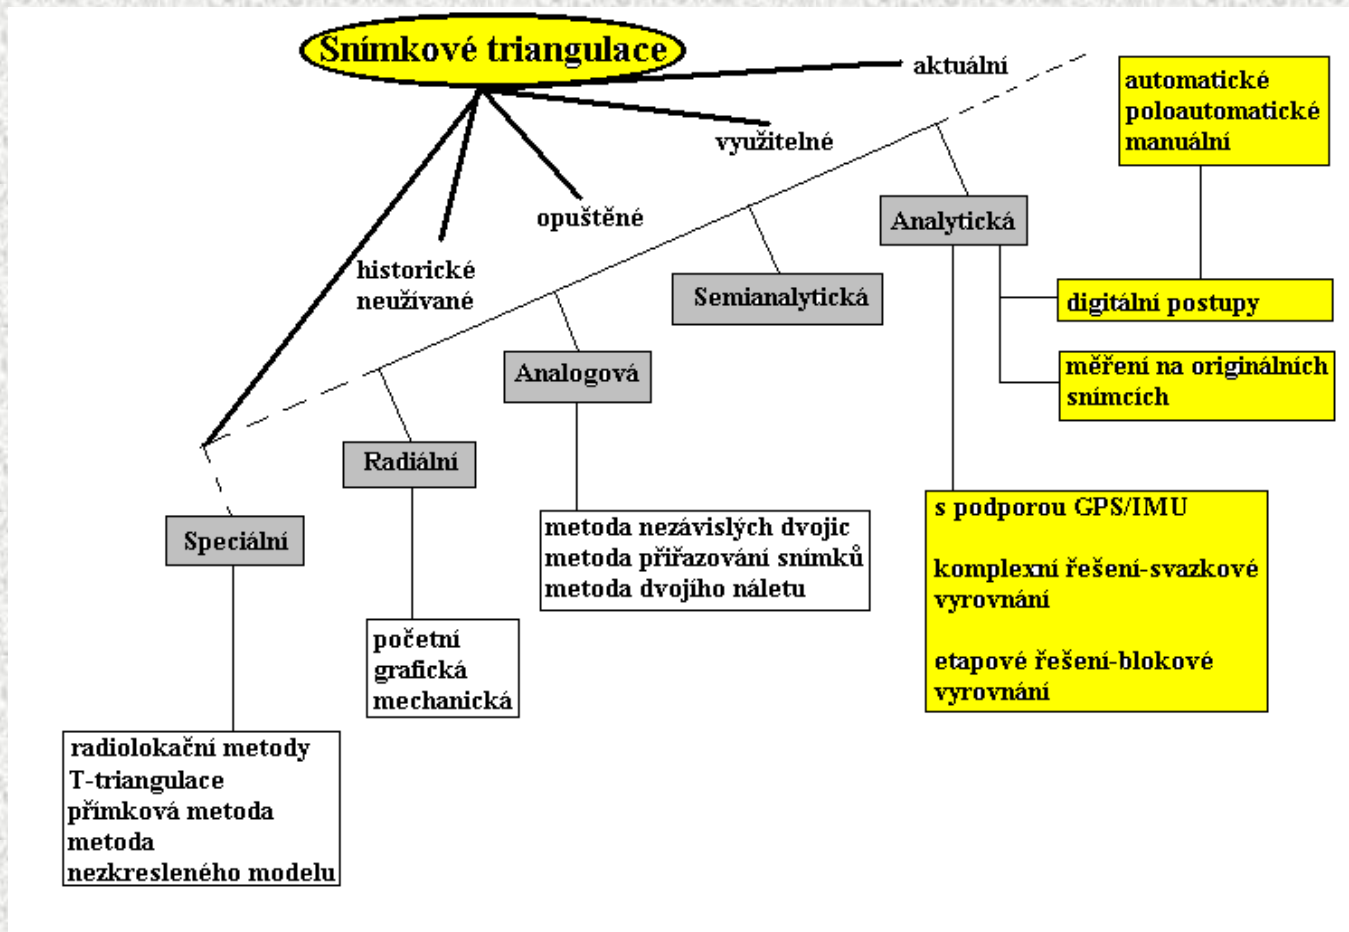 Snímkové triangulace
aktuální
využitelné
opuštěné
historické
neužívané
automatické
poloautomatické
manuální
Analytická
Semianalytická
digitální postupy
Analogová
měření na originálních
snímcích
Radiální
Speciální
s podporou GPS/IMU
komplexní řešení-svazkové
vyrovnání
etapové řešení-blokové
vyrovnání
metoda nezávislých dvojic
metoda přiřazování snímků
metoda dvojího náletu
početní
grafická
mechanická
radiolokační metody
T-triangulace
přímková metoda
metoda
nezkresleného modelu